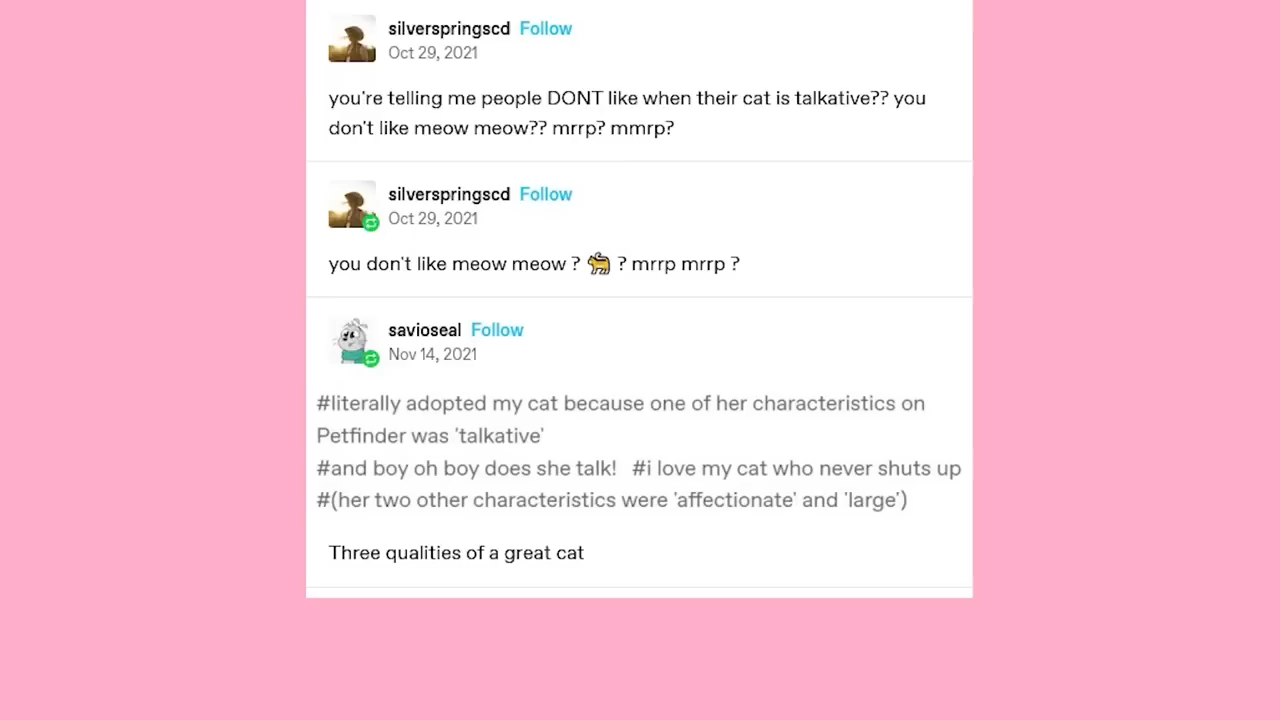 silverspringscd Follow
Oct 29, 2021
you're telling me people DONT like when their cat is talkative?? you
don't like meow meow?? mrrp? mmrp?
silverspringscd Follow
Oct 29, 2021
you don't like meow meow ? 🐈 ? mrrp mrrp ?
savioseal Follow
Nov 14, 2021
#literally adopted my cat because one of her characteristics on
Petfinder was 'talkative'
#and boy oh boy does she talk! #i love my cat who never shuts up
#(her two other characteristics were 'affectionate' and 'large')
Three qualities of a great cat